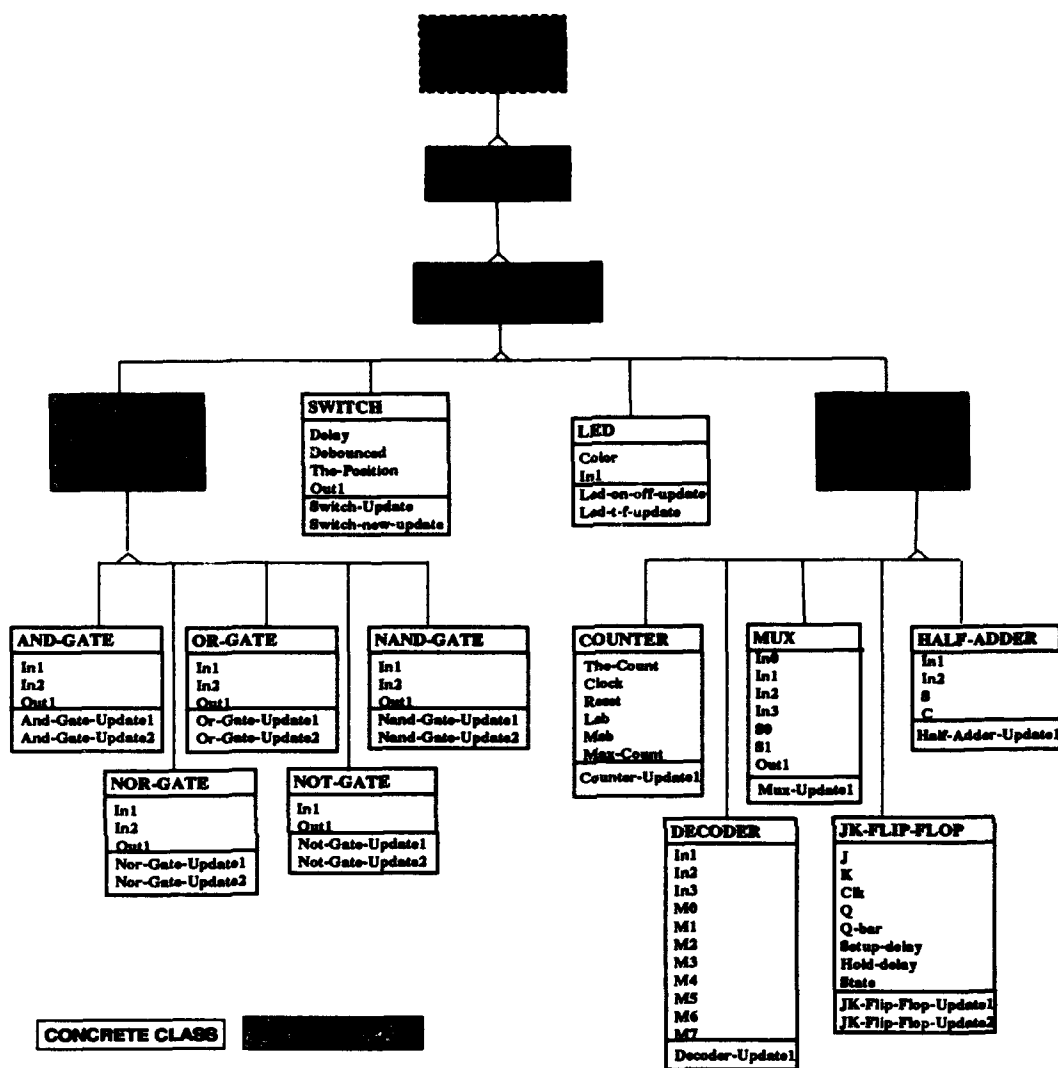 SWITCH
Delay
Debounced
The-Position
Out1
Switch-Update
Switch-new-update
LED
Color
In1
Led-on-off-update
Led-t-f-update
AND-GATE
In1
In2
Out1
And-Gate-Update1
And-Gate-Update2
OR-GATE
In1
In2
Out1
Or-Gate-Update1
Or-Gate-Update2
NAND-GATE
In1
In2
Out1
Nand-Gate-Update1
Nand-Gate-Update2
COUNTER
The-Count
Clock
Reset
Lsb
Msb
Max-Count
Counter-Update1
MUX
In0
In1
In2
In3
S0
S1
Out1
Mux-Update1
HALF-ADDER
In1
In2
S
C
Half-Adder-Update1
NOR-GATE
In1
In2
Out1
Nor-Gate-Update1
Nor-Gate-Update2
NOT-GATE
In1
Out1
Not-Gate-Update1
Not-Gate-Update2
DECODER
In1
In2
In3
M0
M1
M2
M3
M4
M5
M6
M7
Decoder-Update1
JK-FLIP-FLOP
J
K
Clk
Q
Q-bar
Setup-delay
Hold-delay
State
JK-Flip-Flop-Update1
JK-Flip-Flop-Update2
CONCRETE CLASS